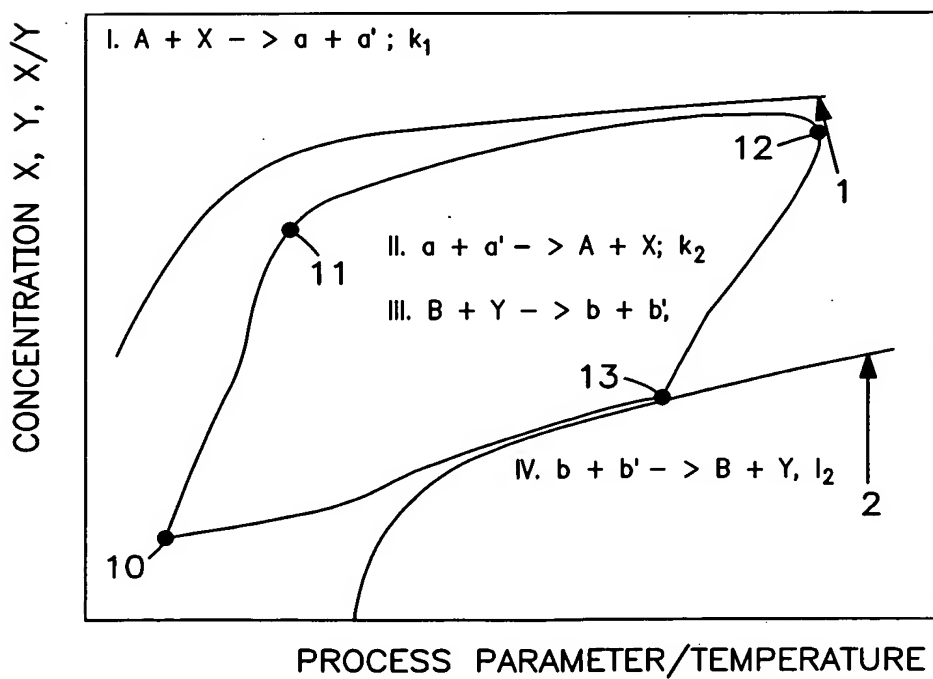 CONCENTRATION X, Y, X/Y
I. A + X - > a + a' ; k₁
12
1
11
II. a + a' - > A + X; k₂
III. B + Y - > b + b',
13
IV. b + b' - > B + Y, l₂
2
10
PROCESS PARAMETER/TEMPERATURE